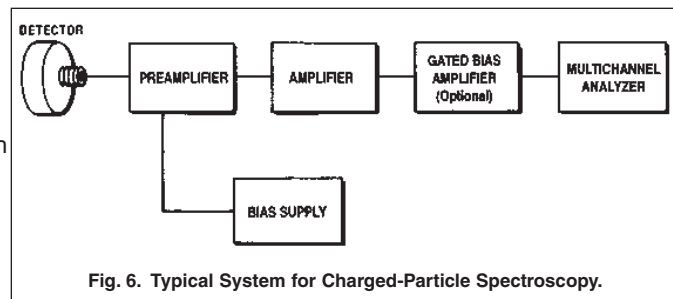 DETECTOR
PREAMPLIFIER
AMPLIFIER
GATED BIAS
AMPLIFIER
(Optional)
MULTICHANNEL
ANALYZER
n
BIAS SUPPLY
Fig. 6. Typical System for Charged-Particle Spectroscopy.